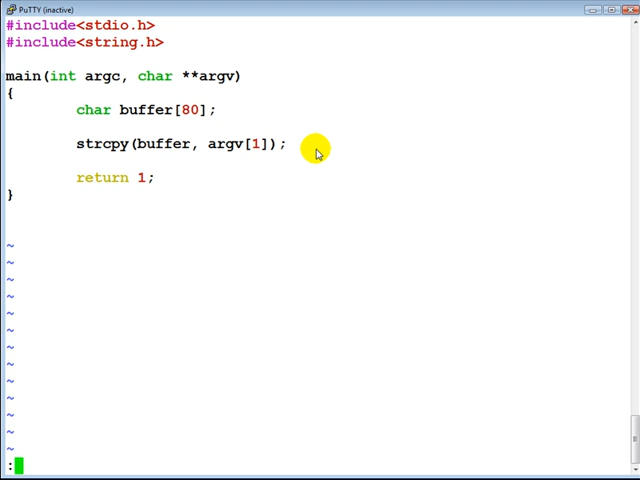 PuTTY (inactive)
#include<stdio.h>
#include<string.h>
main(int argc, char **argv)
{
char buffer[80];
strcpy(buffer, argv[1]);
return 1;
}
~
~
~
~
~
~
~
~
~
~
~
~
~
: